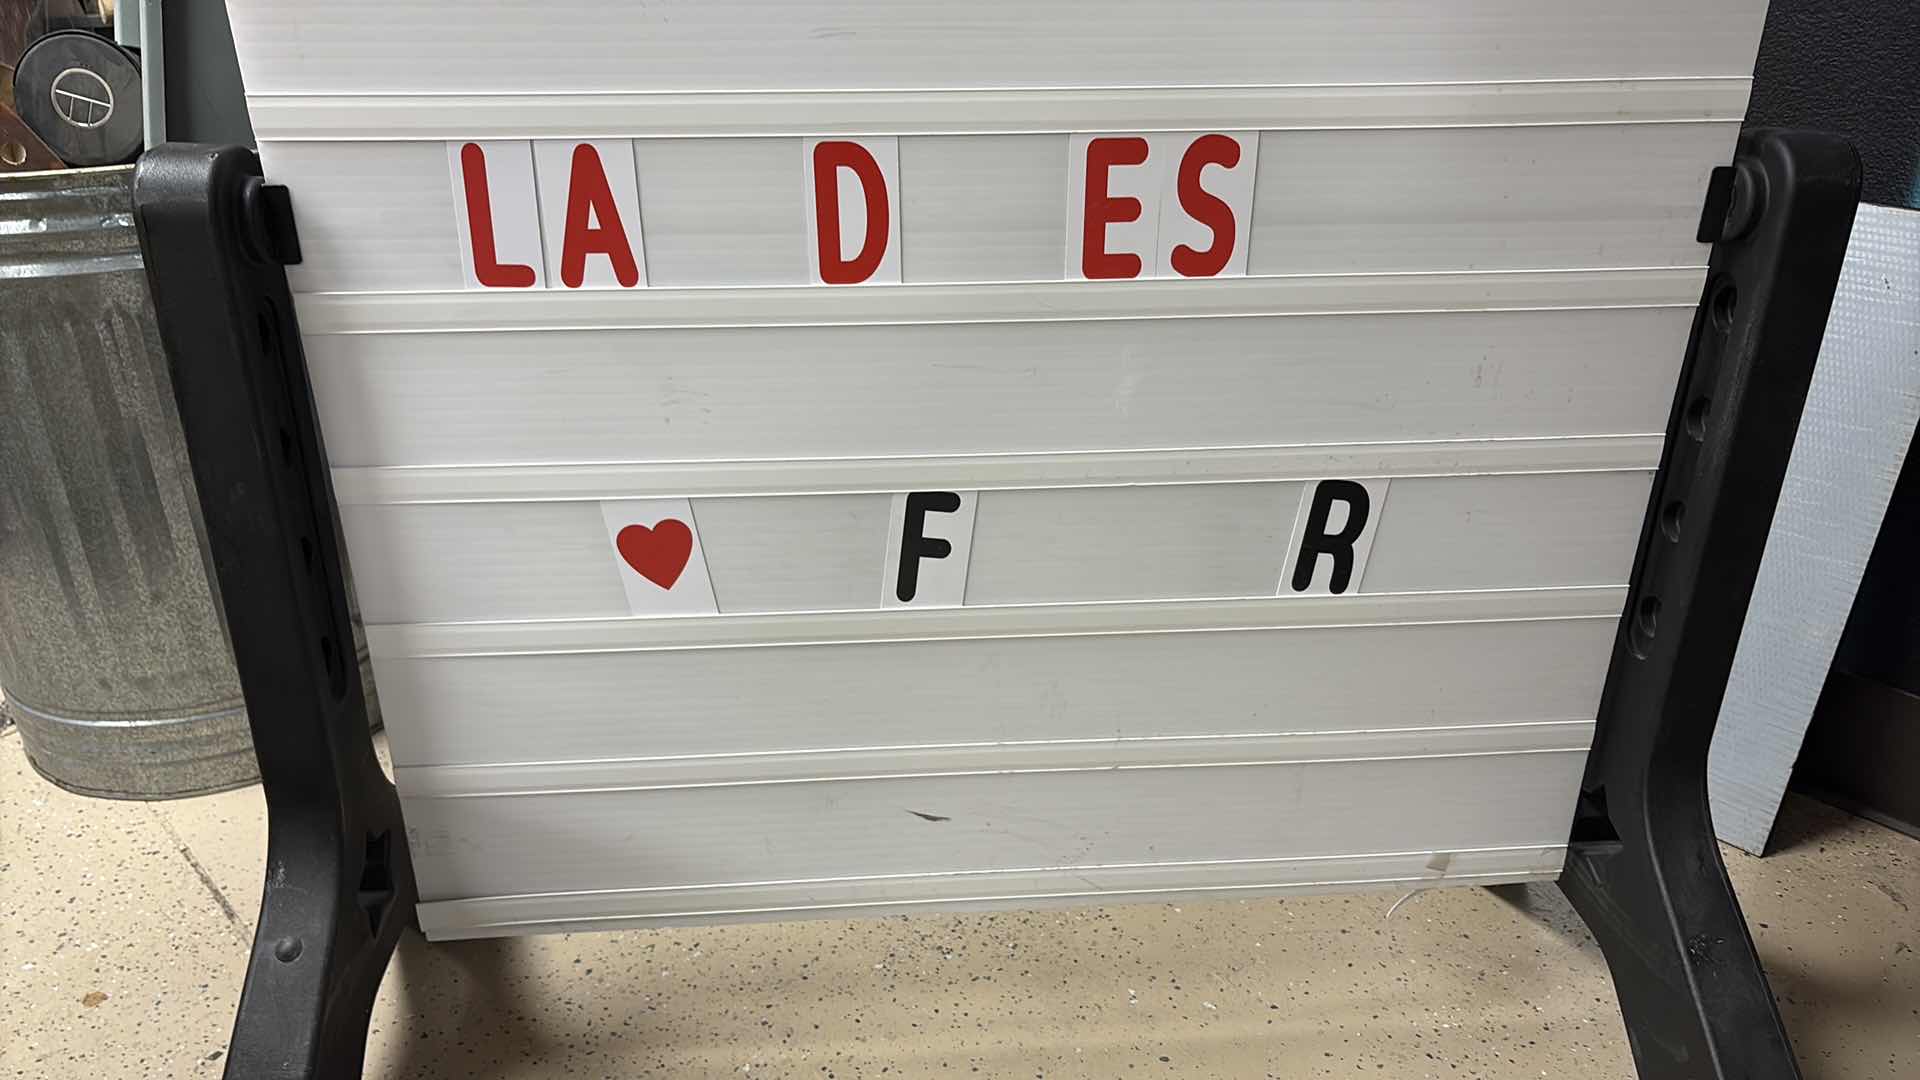 LA D ES
♥ F R